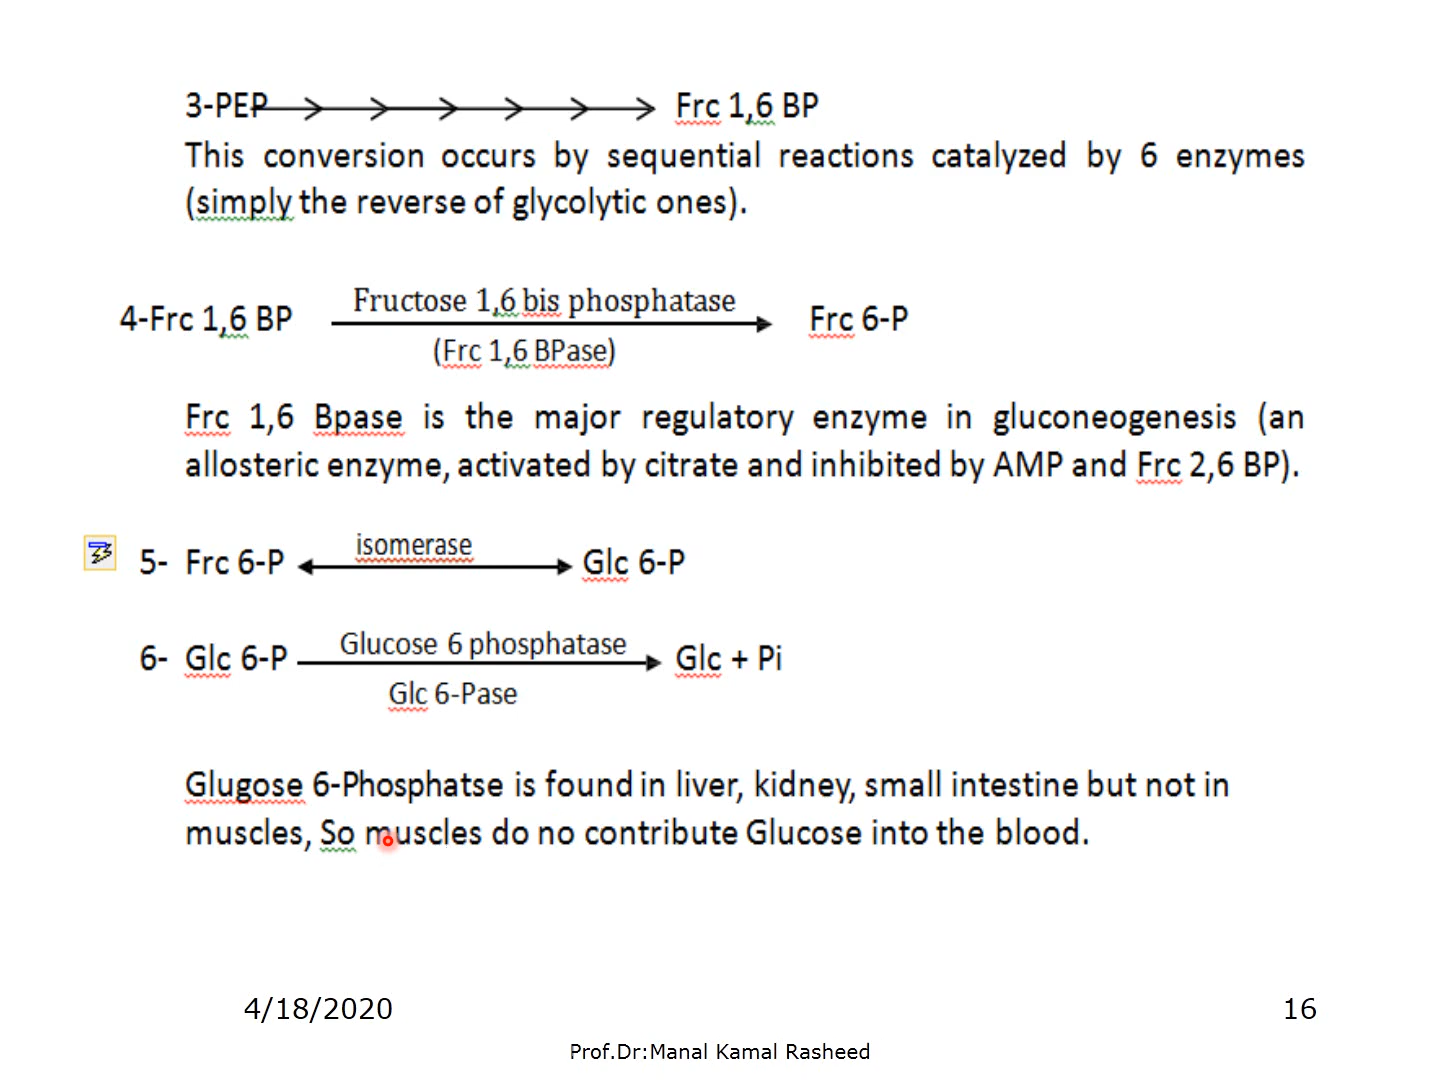 3-PEP Frc 1,6 BP
This conversion occurs by sequential reactions catalyzed by 6 enzymes
(simply the reverse of glycolytic ones).
Fructose 1,6 bis phosphatase
4-Frc 1,6 BP Frc 6-P
(Frc 1,6 BPase)
Frc 1,6 Bpase is the major regulatory enzyme in gluconeogenesis (an
allosteric enzyme, activated by citrate and inhibited by AMP and Frc 2,6 BP).
isomerase
5- Frc 6-P Glc 6-P
Glucose 6 phosphatase
6- Glc 6-P Glc + Pi
Glc 6-Pase
Glugose 6-Phosphatse is found in liver, kidney, small intestine but not in
muscles, So muscles do no contribute Glucose into the blood.
4/18/2020 16
Prof.Dr:Manal Kamal Rasheed